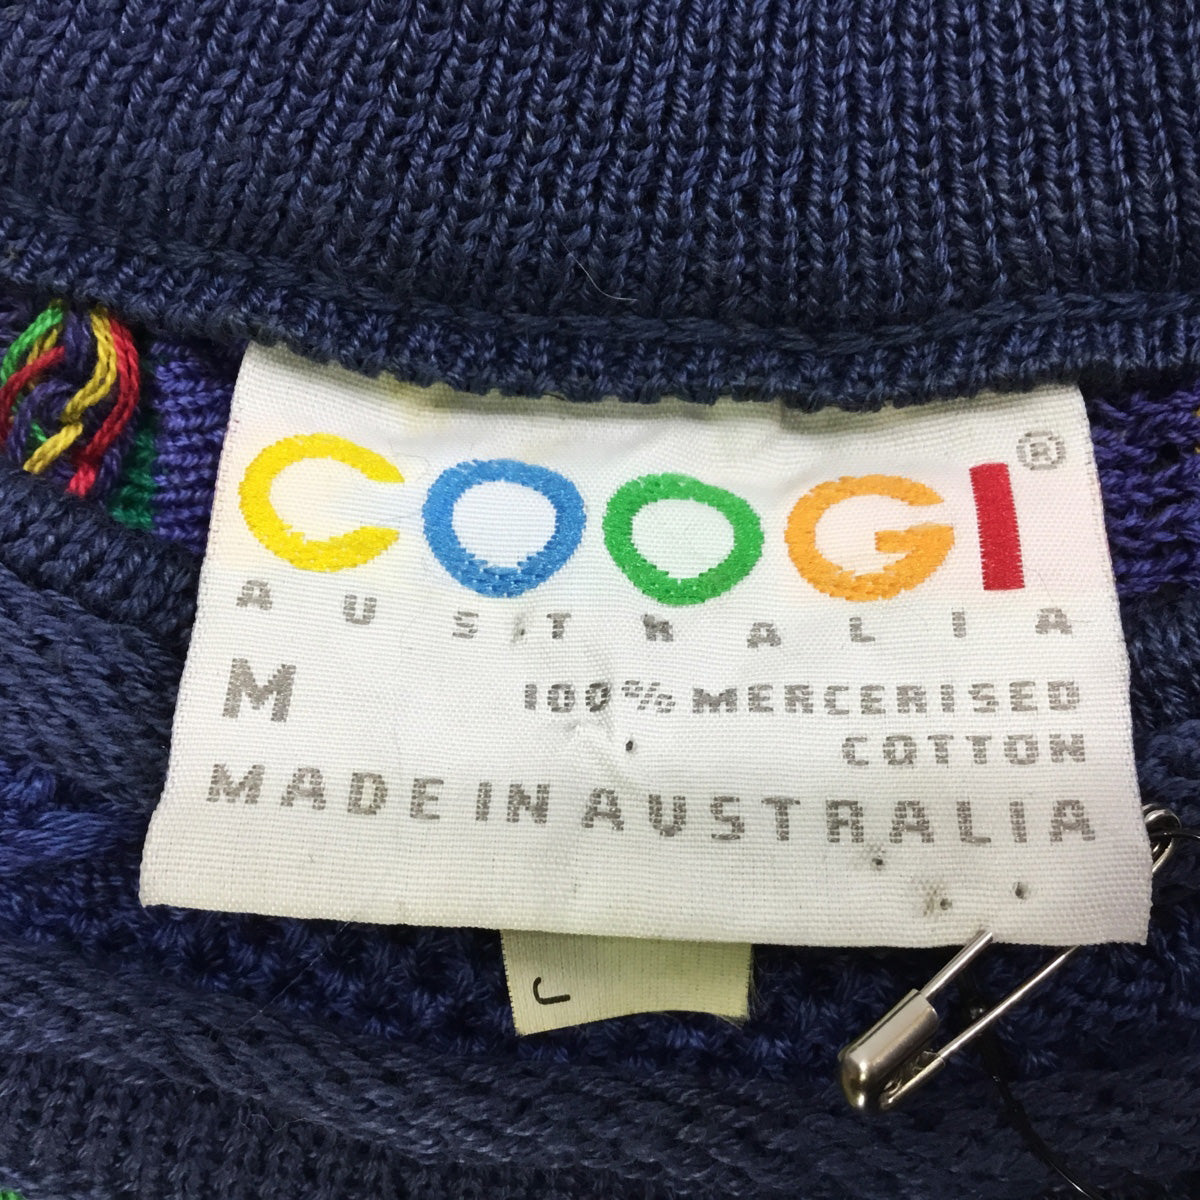 COOGI®
AUSTRALIA
M 100% MERCERISED
COTTON
MADE IN AUSTRALIA
J